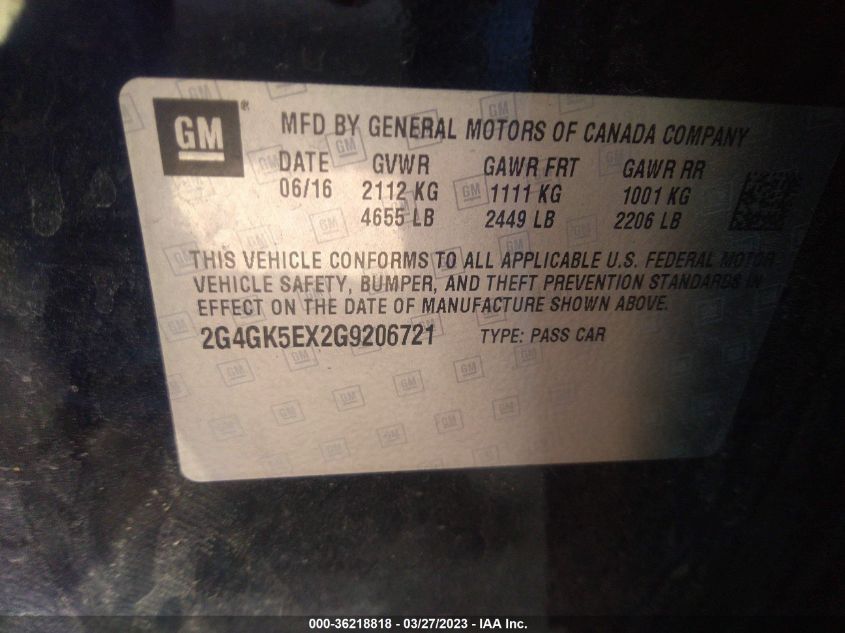 GM ®
MFD BY GENERAL MOTORS OF CANADA COMPANY
DATE GVWR GAWR FRT GAWR RR
06/16 2112 KG 1111 KG 1001 KG
4655 LB 2449 LB 2206 LB
THIS VEHICLE CONFORMS TO ALL APPLICABLE U.S. FEDERAL MOTOR
VEHICLE SAFETY, BUMPER, AND THEFT PREVENTION STANDARDS IN
EFFECT ON THE DATE OF MANUFACTURE SHOWN ABOVE.
2G4GK5EX2G9206721 TYPE: PASS CAR
000-36218818 - 03/27/2023 - IAA Inc.